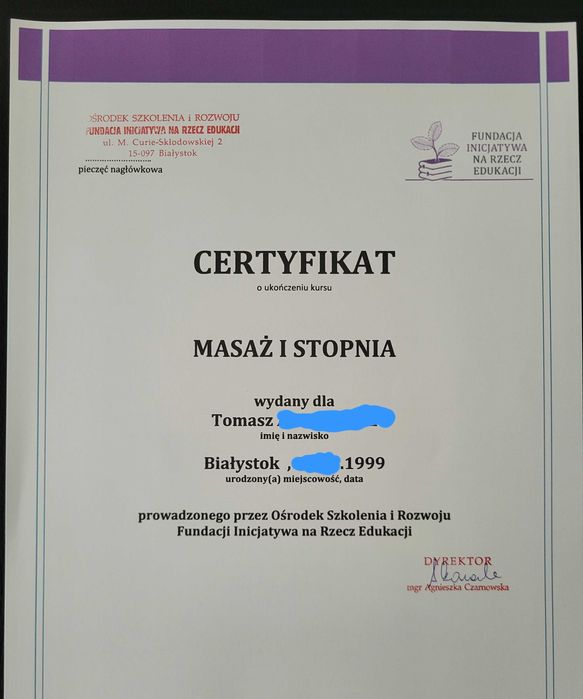 OŚRODEK SZKOLENIA i ROZWOJU
FUNDACJA INICJATYWA NA RZECZ EDUKACJI
ul. M. Curie-Skłodowskiej 2
15-097 Białystok
pieczęć nagłówkowa
FUNDACJA
INICJATYWA
NA RZECZ
EDUKACJI
CERTYFIKAT
o ukończeniu kursu
MASAŻ I STOPNIA
wydany dla
Tomasz
imię i nazwisko
Białystok , .1999
urodzony(a) miejscowość, data
prowadzonego przez Ośrodek Szkolenia i Rozwoju
Fundacji Inicjatywa na Rzecz Edukacji
DYREKTOR
mgr Agnieszka Czarnowska